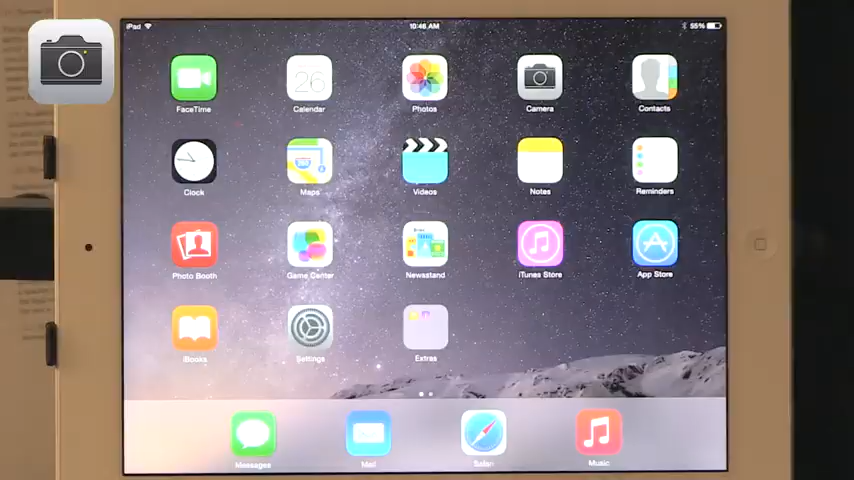 iPad 10:46 AM 55%
FaceTime 26 Calendar Photos Camera Contacts
Clock Maps Videos Notes Reminders
Photo Booth Game Center Newsstand iTunes Store App Store
iBooks Settings Extras
Messages Mail Safari Music